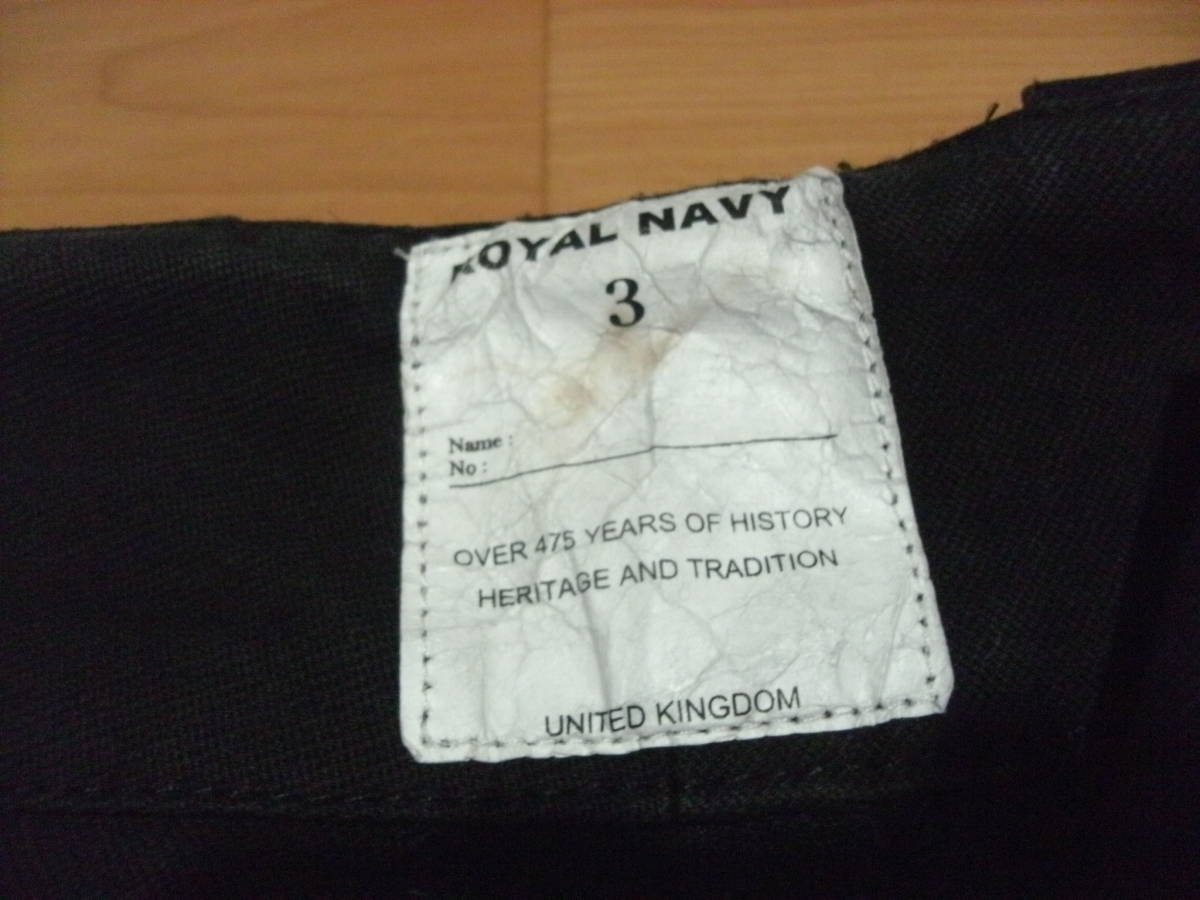 ROYAL NAVY
3
Name :
No :
OVER 475 YEARS OF HISTORY
HERITAGE AND TRADITION
UNITED KINGDOM